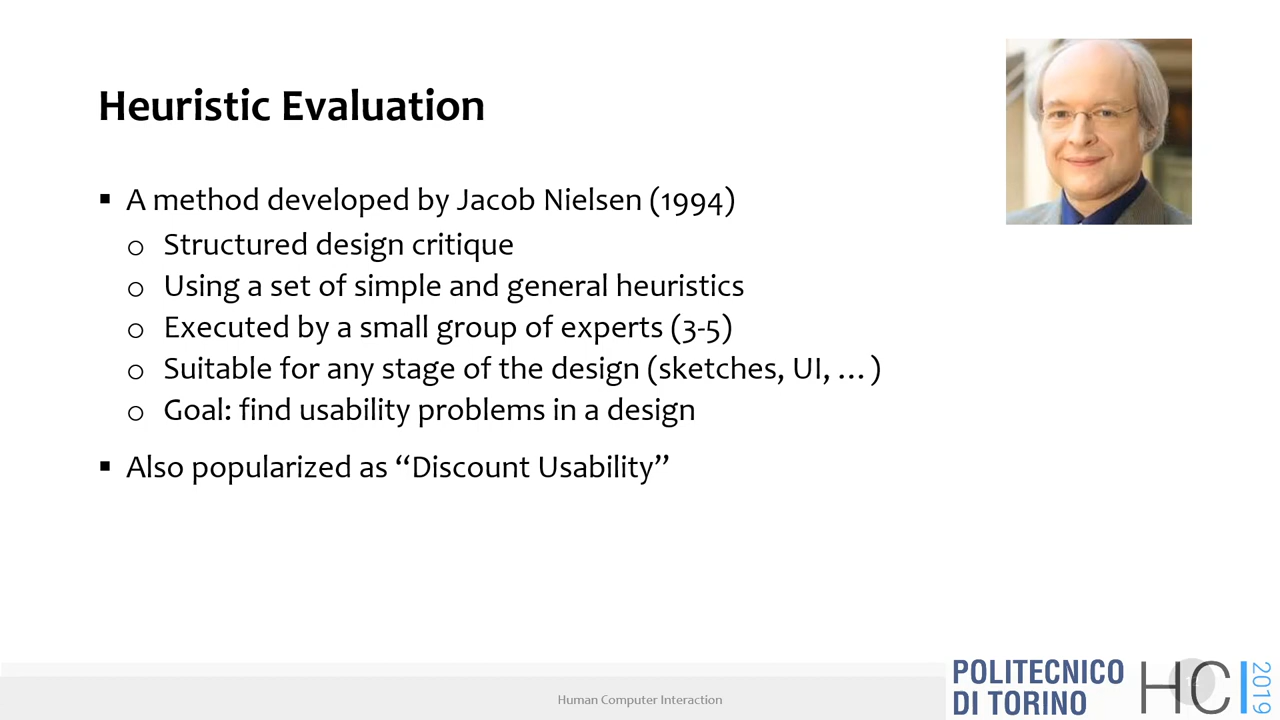 Heuristic Evaluation
▪ A method developed by Jacob Nielsen (1994)
o Structured design critique
o Using a set of simple and general heuristics
o Executed by a small group of experts (3-5)
o Suitable for any stage of the design (sketches, UI, … )
o Goal: find usability problems in a design
▪ Also popularized as “Discount Usability”
Human Computer Interaction
POLITECNICO
DI TORINO
HCI
2019